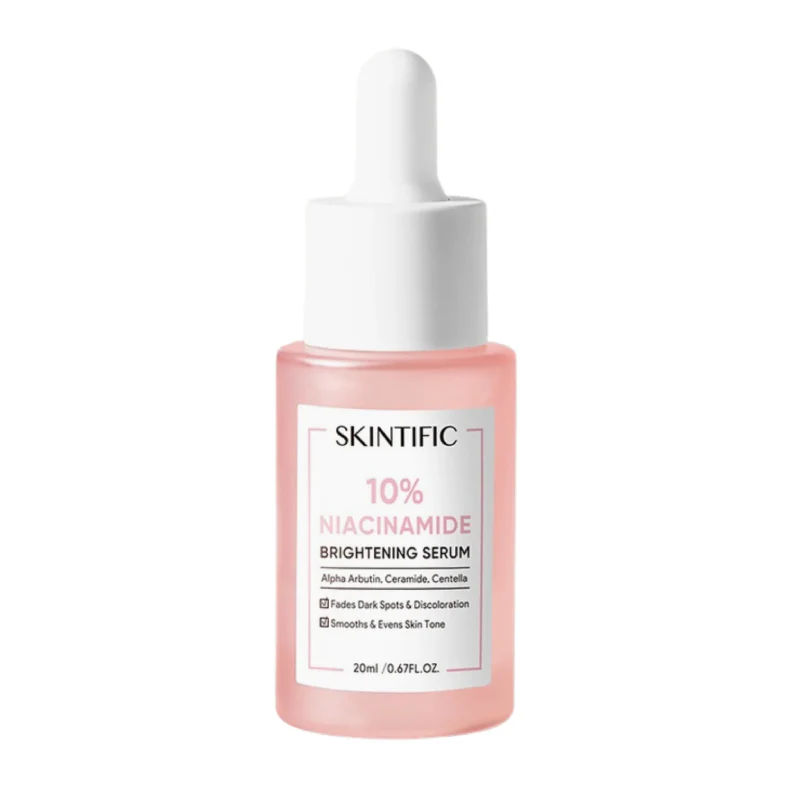 SKINTIFIC
10%
NIACINAMIDE
BRIGHTENING SERUM
Alpha Arbutin, Ceramide, Centella
Fades Dark Spots & Discoloration
Smooths & Evens Skin Tone
20ml /0.67FL.OZ.